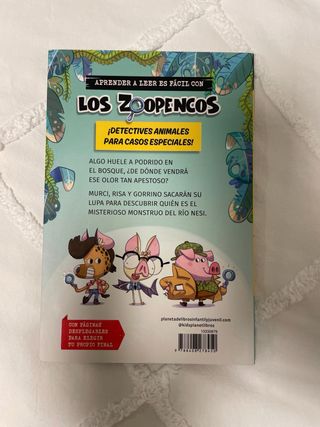 APRENDER A LEER ES FÁCIL CON
LOS ZOOPENCOS
¡DETECTIVES ANIMALES
PARA CASOS ESPECIALES!
ALGO HUELE A PODRIDO EN
EL BOSQUE, ¿DE DÓNDE VENDRÁ
ESE OLOR TAN APESTOSO?
MURCI, RISA Y GORRINO SACARÁN SU
LUPA PARA DESCUBRIR QUIÉN ES EL
MISTERIOSO MONSTRUO DEL RÍO NESI.
CON PÁGINAS
DESPLEGABLES
PARA ELEGIR
TU PROPIO FINAL
planetadelibrosinfantilyjuvenil.com
@kidsplanetlibros